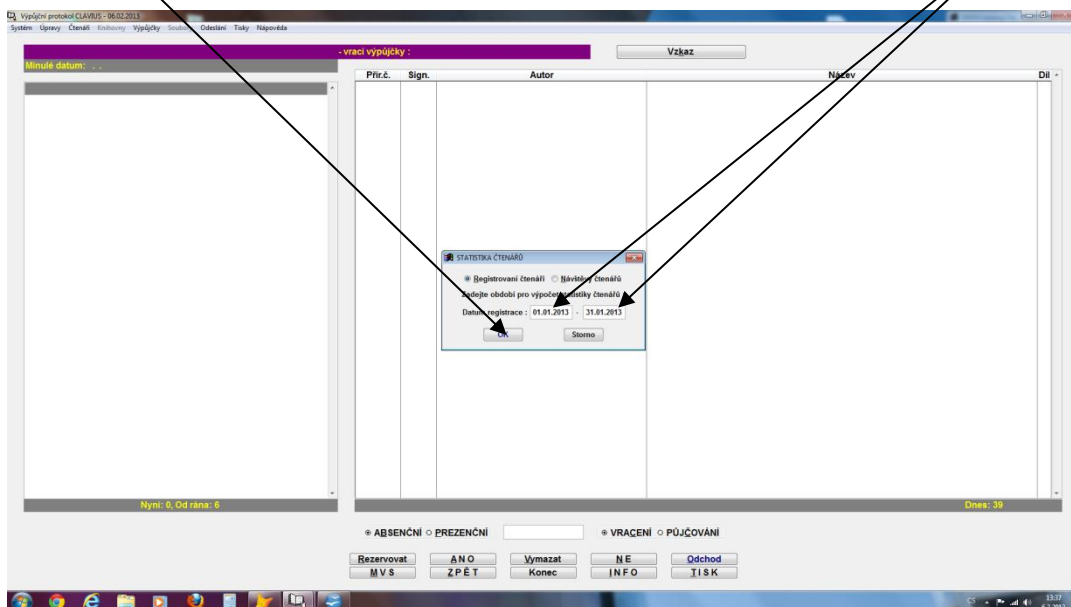 Výpůjční protokol CLAVIUS - 06.02.2013
Systém Úpravy Čtenáři Knihovny Výpůjčky Soubory Odeslání Tisky Nápověda
- vrací výpůjčky :
Vzkaz
Minulé datum: . .
Přír.č. Sign. Autor Název Díl
STATISTIKA ČTENÁŘŮ
Registrovaní čtenáři Návštěvy čtenářů
Zadejte období pro výpočet statistiky čtenářů
Datum registrace : 01.01.2013 - 31.01.2013
OK Storno
Nyní: 0, Od rána: 6
Dnes: 39
ABSENČNÍ PREZENČNÍ VRACENÍ PŮJČOVÁNÍ
Rezervovat ANO Vymazat NE Odchod
MVS ZPĚT Konec INFO TISK
CS 13:37